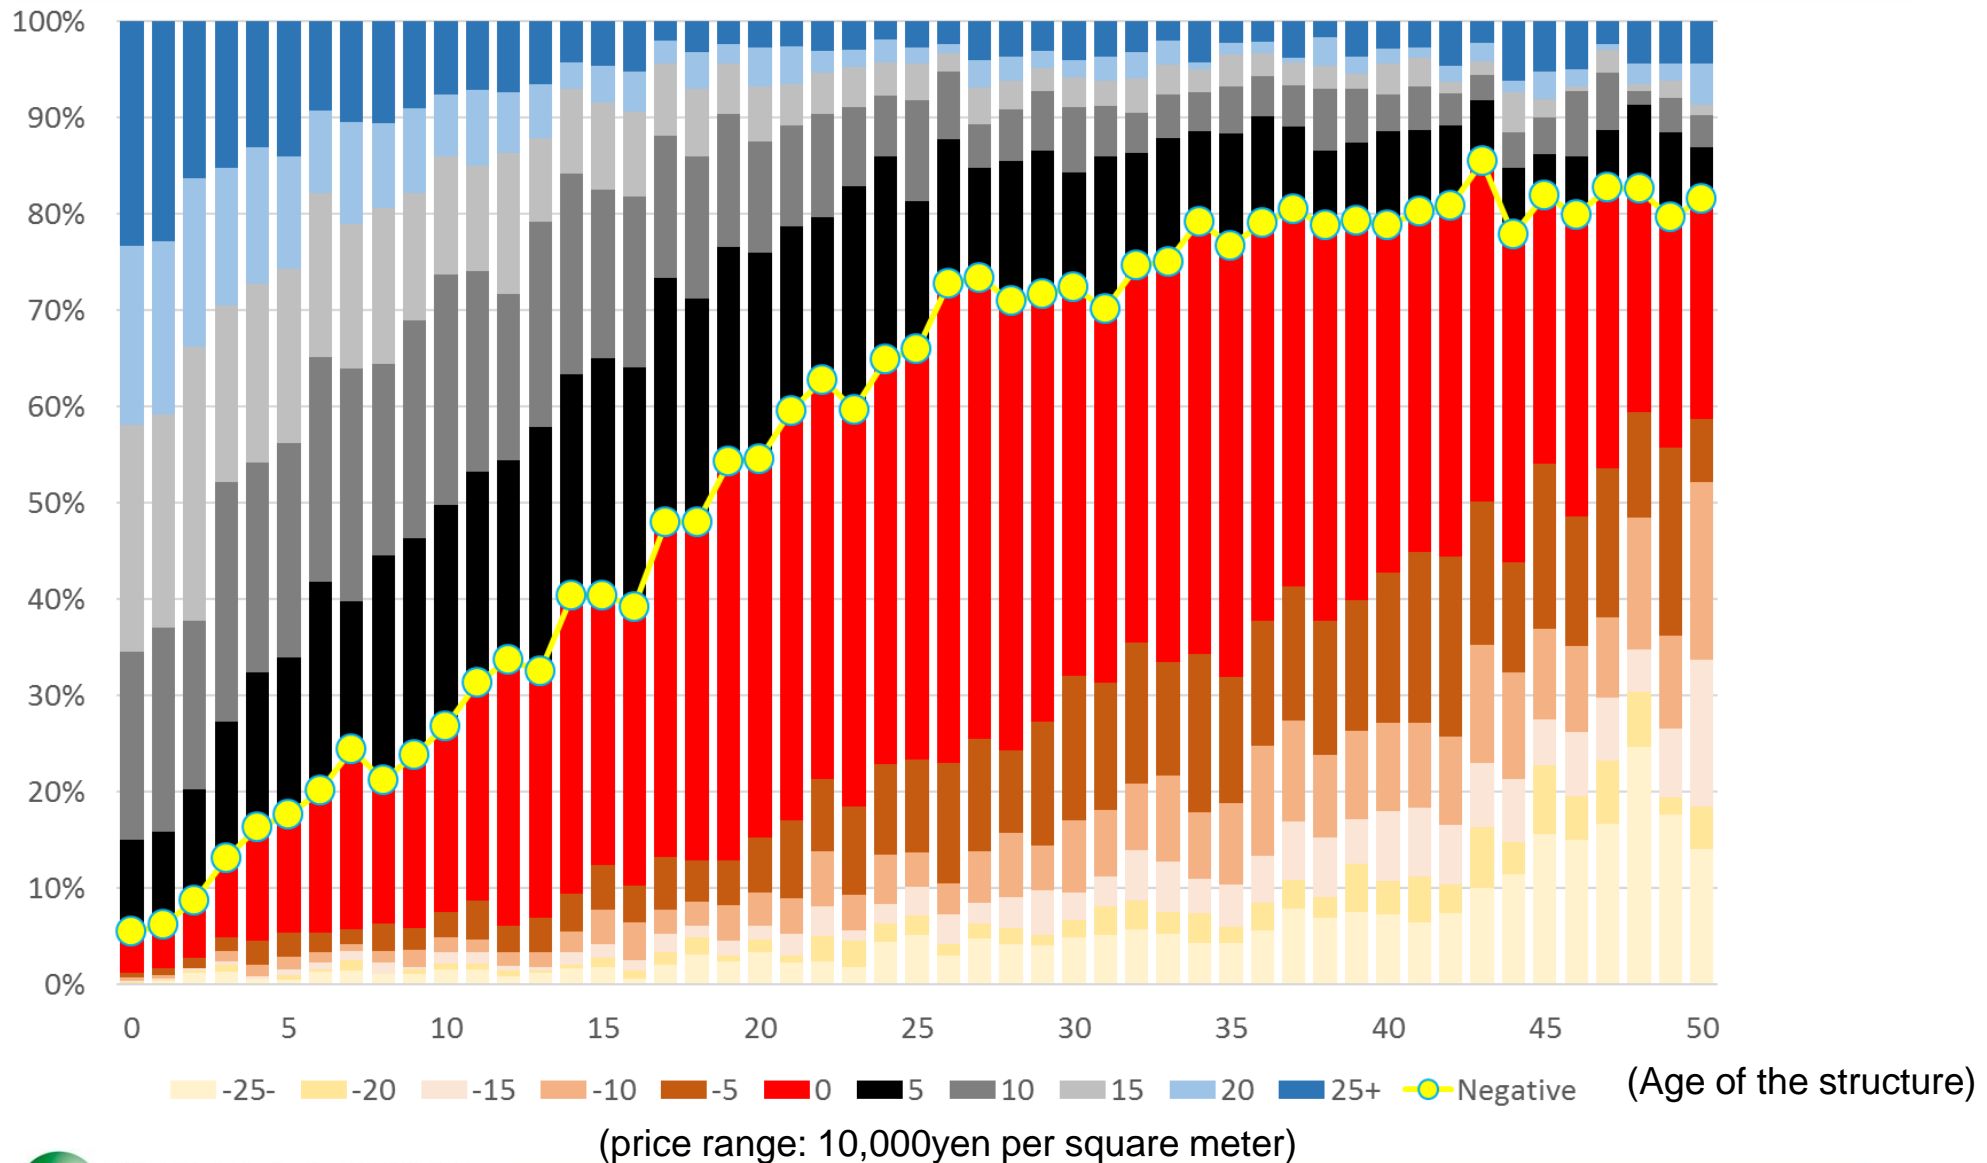 100%
90%
80%
70%
60%
50%
40%
30%
20%
10%
0%
0 5 10 15 20 25 30 35 40 45 50
(Age of the structure)
-25- -20 -15 -10 -5 0 5 10 15 20 25+ Negative
(price range: 10,000yen per square meter)